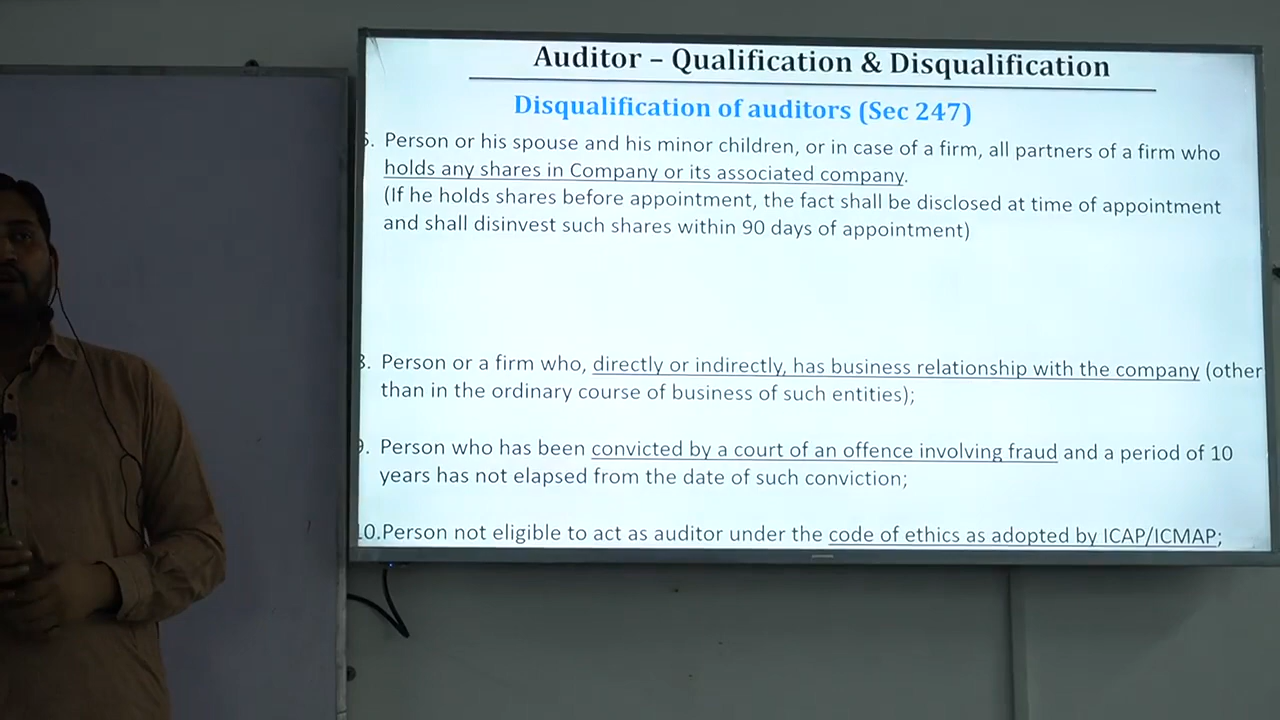 Auditor – Qualification & Disqualification
Disqualification of auditors (Sec 247)
Person or his spouse and his minor children, or in case of a firm, all partners of a firm who
holds any shares in Company or its associated company.
(If he holds shares before appointment, the fact shall be disclosed at time of appointment
and shall disinvest such shares within 90 days of appointment)
Person or a firm who, directly or indirectly, has business relationship with the company (other
than in the ordinary course of business of such entities);
Person who has been convicted by a court of an offence involving fraud and a period of 10
years has not elapsed from the date of such conviction;
10.Person not eligible to act as auditor under the code of ethics as adopted by ICAP/ICMAP;